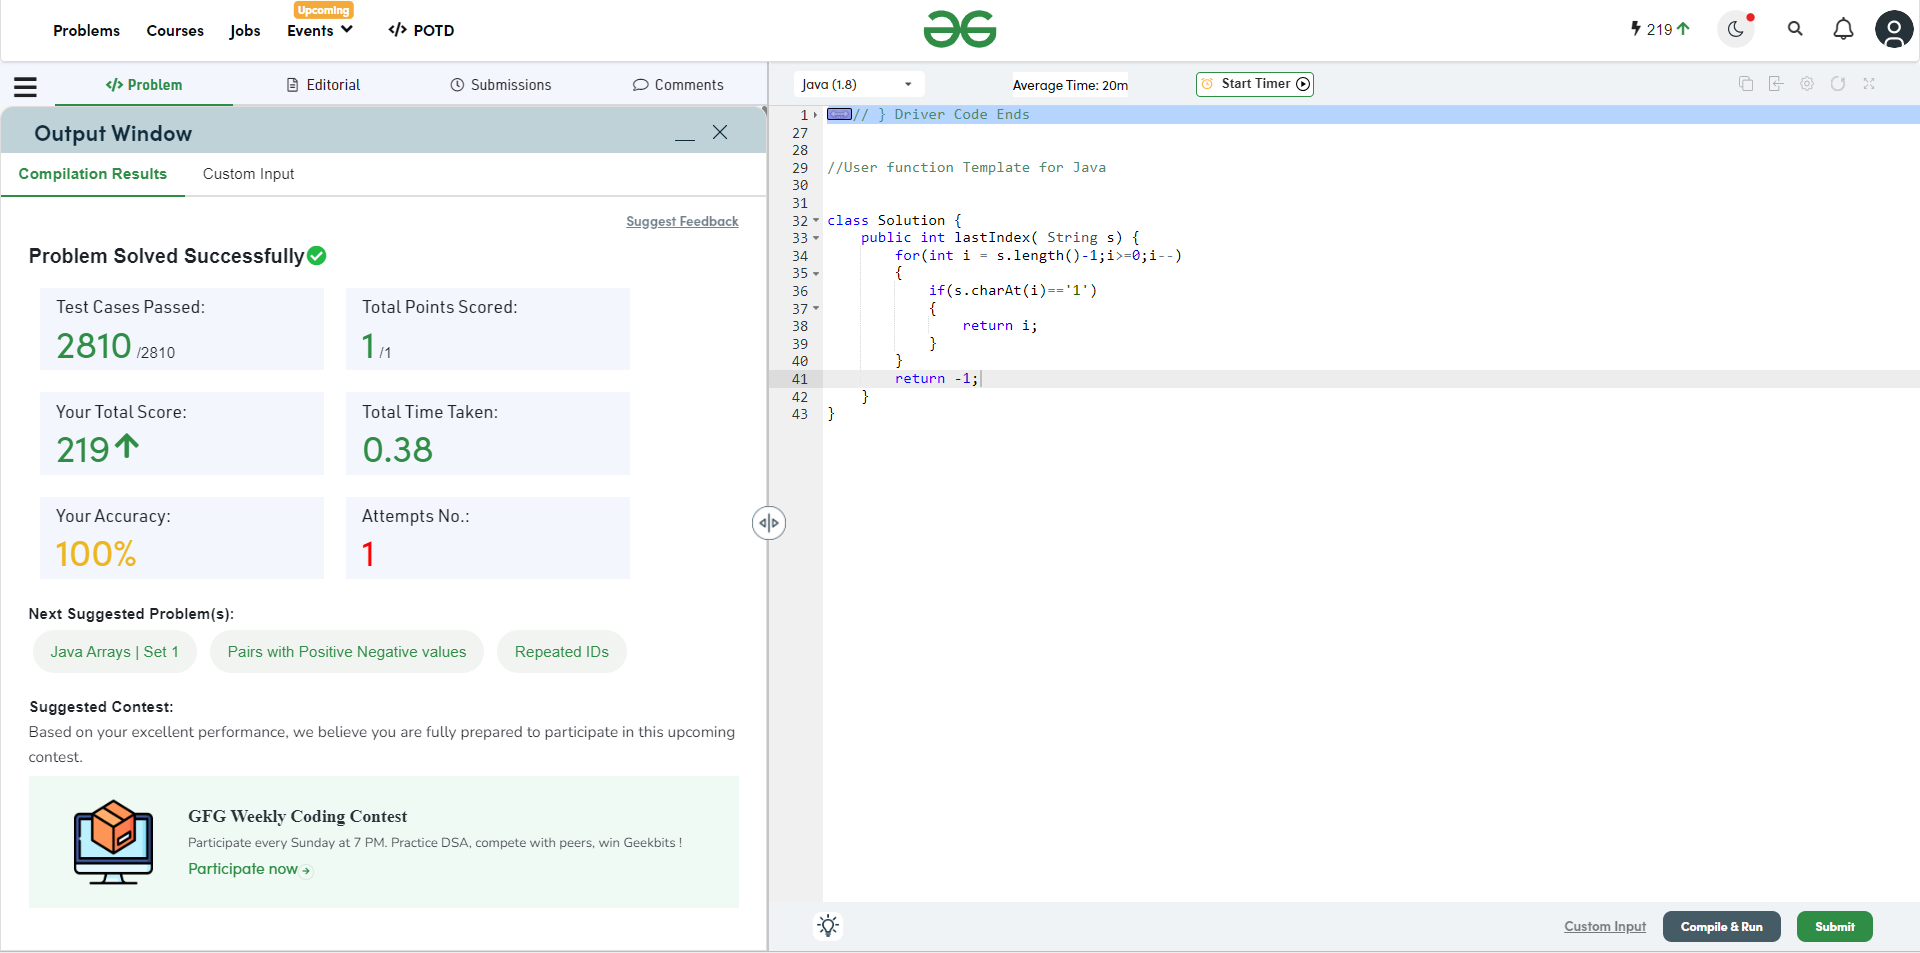 Upcoming
Problems Courses Jobs Events </> POTD
219
</> Problem Editorial Submissions Comments
Java (1.8) Average Time: 20m Start Timer
Output Window
Compilation Results Custom Input
Suggest Feedback
Problem Solved Successfully
Test Cases Passed: Total Points Scored:
2810 /2810 1 /1
Your Total Score: Total Time Taken:
219 0.38
Your Accuracy: Attempts No.:
100% 1
Next Suggested Problem(s):
Java Arrays | Set 1 Pairs with Positive Negative values Repeated IDs
Suggested Contest:
Based on your excellent performance, we believe you are fully prepared to participate in this upcoming
contest.
GFG Weekly Coding Contest
Participate every Sunday at 7 PM. Practice DSA, compete with peers, win Geekbits !
Participate now
1 // } Driver Code Ends
27
28
29 //User function Template for Java
30
31
32 class Solution {
33     public int lastIndex( String s) {
34         for(int i = s.length()-1;i>=0;i--)
35         {
36             if(s.charAt(i)=='1')
37             {
38                 return i;
39             }
40         }
41         return -1;
42     }
43 }
Custom Input Compile & Run Submit